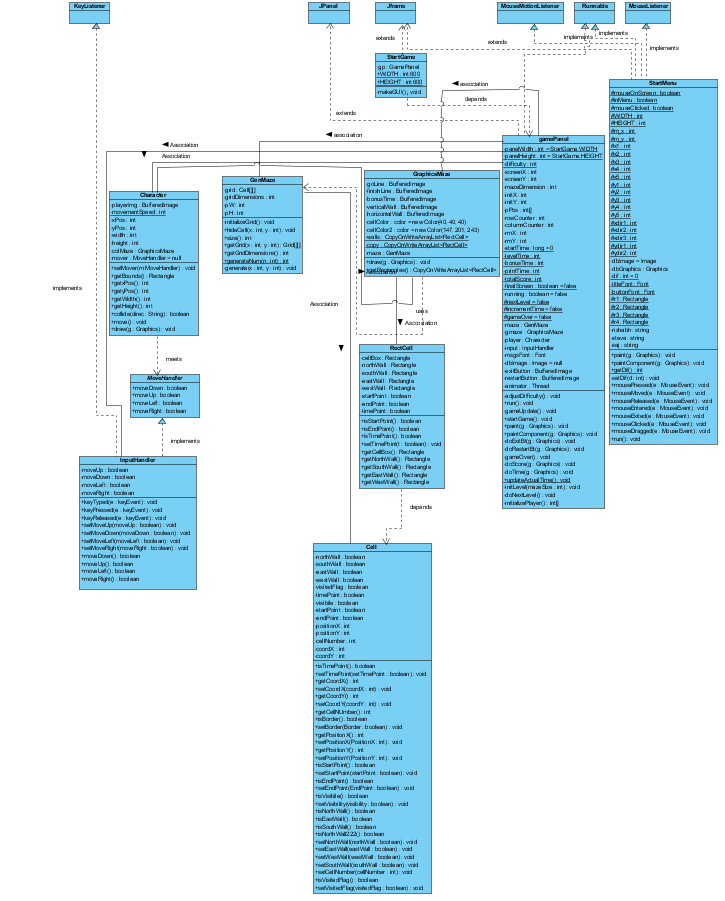 KeyListener
JPanel
Jframe
MouseMotionListener
Runnable
MouseListener
extends
extends
implements
implements
implements
StartGame
-gp : GamePanel
+WIDTH : int 600
+HEIGHT : int 600
-makeGUI() : void
association
depends
extends
association
Association
Association
StartMenu
#mouseOnScreen : boolean
#inMenu : boolean
#mouseClicked : boolean
#WIDTH : int
#HEIGHT : int
#m_x : int
#m_y : int
#x1 : int
#x2 : int
#x3 : int
#x4 : int
#x5 : int
#y1 : int
#y2 : int
#y3 : int
#y4 : int
#y5 : int
#xdir1 : int
#xdir2 : int
#xdir3 : int
#ydir1 : int
#ydir2 : int
-dbImage = null
-dbGraphics : Graphics
#dif : int = 0
-titleFont : Font
-buttonFont : Font
#r1 : Rectangle
#r2 : Rectangle
#r3 : Rectangle
#r4 : Rectangle
-rishabh : string
-steve : string
-saj : string
+paint(g : Graphics) : void
+paintComponent(g : Graphics) : void
+getDif() : int
-setDif(d : int) : void
+mousePressed(e : MouseEvent) : void
+mouseMoved(e : MouseEvent) : void
+mouseReleased(e : MouseEvent) : void
+mouseEntered(e : MouseEvent) : void
+mouseExited(e : MouseEvent) : void
+mouseClicked(e : MouseEvent) : void
+mouseDragged(e : MouseEvent) : void
+run() : void
gamePanel
-panelWidth : int = StartGame.WIDTH
-panelHeight : int = StartGame.HEIGHT
-dificulty : int
-screenX : int
-screenY : int
-mazeDimension : int
-initX : int
-initY : int
-pPos : int[]
-rowCounter : int
-columnCounter : int
-rmX : int
-rmY : int
-startTime : long =0
-levelTime : int
-bonusTime : int
-printTime : int
-totalScore : int
-finalScreen : boolean =false
-running : boolean = false
#nextLevel = false
#incrementTime = false
#gameOver = false
-maze : GenMaze
-gmaze : GraphicsMaze
-player : Character
-input : InputHandler
-msgsFont : Font
-dbImage : Image = null
-exitButton : BufferedImage
-restartButton : BufferedImage
-animator : Thread
-adjustDifficulty() : void
+run() : void
-gameUpdate() : void
-startGame() : void
+paint(g : Graphics) : void
+paintComponent(g : Graphics) : void
-doExitBt(g : Graphics) : void
-doRestartBt(g : Graphics) : void
-gameOver() : void
-doScore(g : Graphics) : void
-doTime(g : Graphics) : void
+updateActualTime() : void
-initLevel(mazeSize : int) : void
-doNextLevel() : void
-initializePlayer() : int[]
GraphicsMaze
-goLine : BufferedImage
-finishLine : BufferedImage
-bonusTime : BufferedImage
-verticalWall : BufferedImage
-horizontalWall : BufferedImage
-cellColor : color =new Color(40, 40, 40)
-cellColor2 : color =new Color(147, 201, 243)
-walls : CopyOnWriteArrayList<RectCell>
-copy : CopyOnWriteArrayList<RectCell>
-maze : GenMaze
+draw(g : Graphics) : void
GenMaze
-grid : Cell[][]
-gridDimensions : int
-pW : int
-pH : int
-initializeGrid() : void
+hideCell(x : int, y : int) : void
+size() : int
+getGrid(x : int, y : int) : Grid[][]
+getGridDimensions() : int
+generateNum(n : int) : int
-generate(x : int, y : int) : void
Character
-playerImg : BufferedImage
-movementSpeed : int
-xPos : int
-yPos : int
-width : int
-height : int
-colMaze : GraphicsMaze
-mover : MoveHandler = null
+setMover(m MoveHandler) : void
+getBounds() : Rectangle
+getxPos() : int
+getyPos() : int
+getWidth() : int
+getHeight() : int
+collide(direc : String) : boolean
+move() : void
+draw(g : Graphics) : void
implements
Association
uses
Association
meets
MoveHandler
+moveDown : boolean
+moveUp : boolean
+moveLeft : boolean
+moveRight : boolean
implements
RectCell
-cellBox : Rectangle
-northWall : Rectangle
-southWall : Rectangle
-eastWall : Rectangle
-westWall : Rectangle
-startPoint : boolean
-endPoint : boolean
-timePoint : boolean
+isStartPoint() : boolean
+isEndPoint() : boolean
+isTimePoint() : boolean
+setTimePoint() : boolean
+getCellBox() : Rectangle
+getNorthWall() : Rectangle
+getSouthWall() : Rectangle
+getEastWall() : Rectangle
+getWestWall() : Rectangle
InputHandler
-moveUp : boolean
-moveDown : boolean
-moveLeft : boolean
-moveRight : boolean
+keyTyped(e : keyEvent) : void
+keyPressed(e : keyEvent) : void
+keyReleased(e : keyEvent) : void
+setMoveUp(moveUp : boolean) : void
+setMoveDown(moveDown : boolean) : void
+setMoveLeft(moveLeft : boolean) : void
+setMoveRight(moveRight : boolean) : void
+moveDown() : boolean
+moveUp() : boolean
+moveLeft() : boolean
+moveRight() : boolean
depends
Cell
-northWall : boolean
-southWall : boolean
-eastWall : boolean
-westWall : boolean
-visitedFlag : boolean
-timePoint : boolean
-visibile : boolean
-startPoint : boolean
-endPoint : boolean
-positionX : int
-positionY : int
-cellNumber : int
-coordX : int
-coordY : int
+isTimePoint() : boolean
+setTimePoint(setTimePoint : boolean) : void
+getCoordX() : int
+setCoordX(coordX : int) : void
+getCoordY() : int
+setCoordY(coordY : int) : void
+getCellNUmber() : int
+isBorder() : boolean
+setBorder(Border : boolean) : void
+getPositionX() : int
+setPositionX(PositionX : int) : void
+getPositionY() : int
+setPositionY(PositionY : int) : void
+isStartPoint() : boolean
+setStartPoint(startPoint : boolean) : void
+isEndPoint() : boolean
+setEndPoint(EndPoint : boolean) : void
+isVisibile() : boolean
+setVisibility(visibility : boolean) : void
+isNorthWall() : boolean
+isEastWall() : boolean
+isSouthWall() : boolean
+isNorthWall222() : boolean
+setNorthWall(northWall : boolean) : void
+setEastWall(eastWall : boolean) : void
+setWestWall(westWall : boolean) : void
+setSouthWall(southWall : boolean) : void
+setCellNumber(cellNumber : int) : void
+isVisitedFlag() : boolean
+setVisitedFlag(visitedFlag : boolean) : void